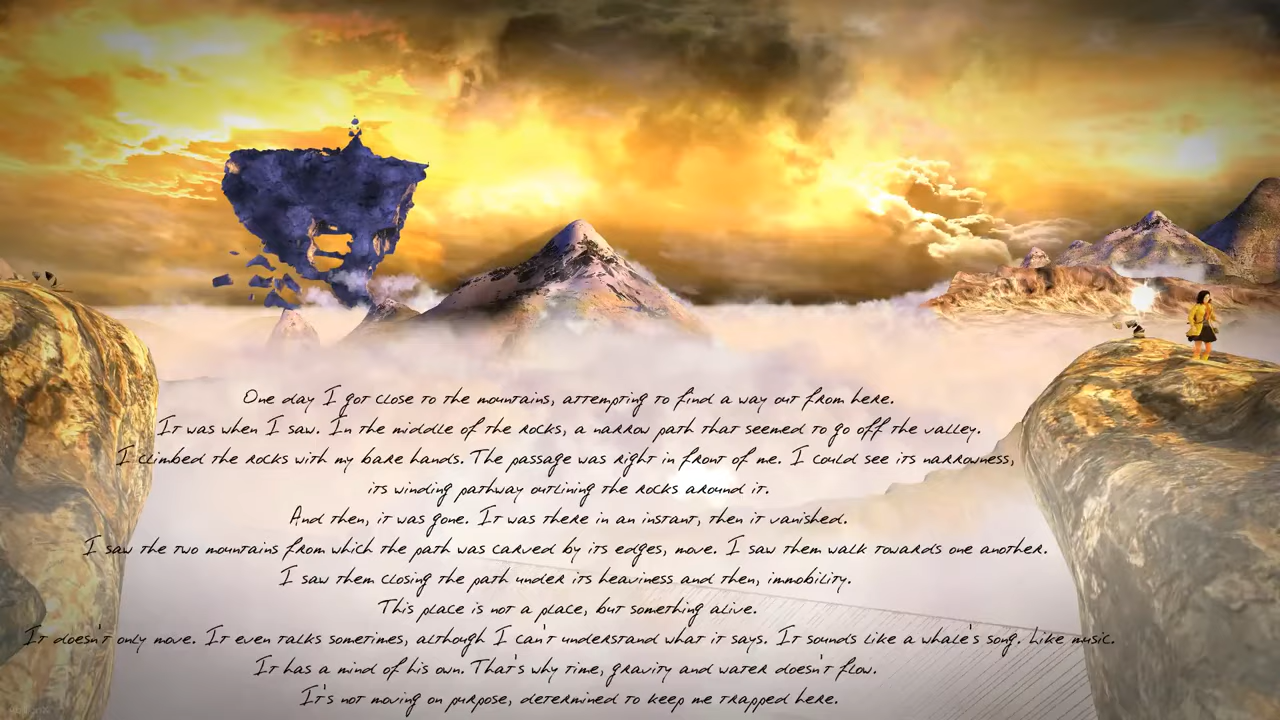 One day I got close to the mountains, attempting to find a way out from here.
It was when I saw. In the middle of the rocks, a narrow path that seemed to go off the valley.
I climbed the rocks with my bare hands. The passage was right in front of me. I could see its narrowness,
its winding pathway outlining the rocks around it.
And then, it was gone. It was there in an instant, then it vanished.
I saw the two mountains from which the path was carved by its edges, move. I saw them walk towards one another.
I saw them closing the path under its heaviness and then, immobility.
This place is not a place, but something alive.
It doesn't only move. It even talks sometimes, although I can't understand what it says. It sounds like a whale's song. Like music.
It has a mind of his own. That's why time, gravity and water doesn't flow.
It's not moving on purpose, determined to keep me trapped here.